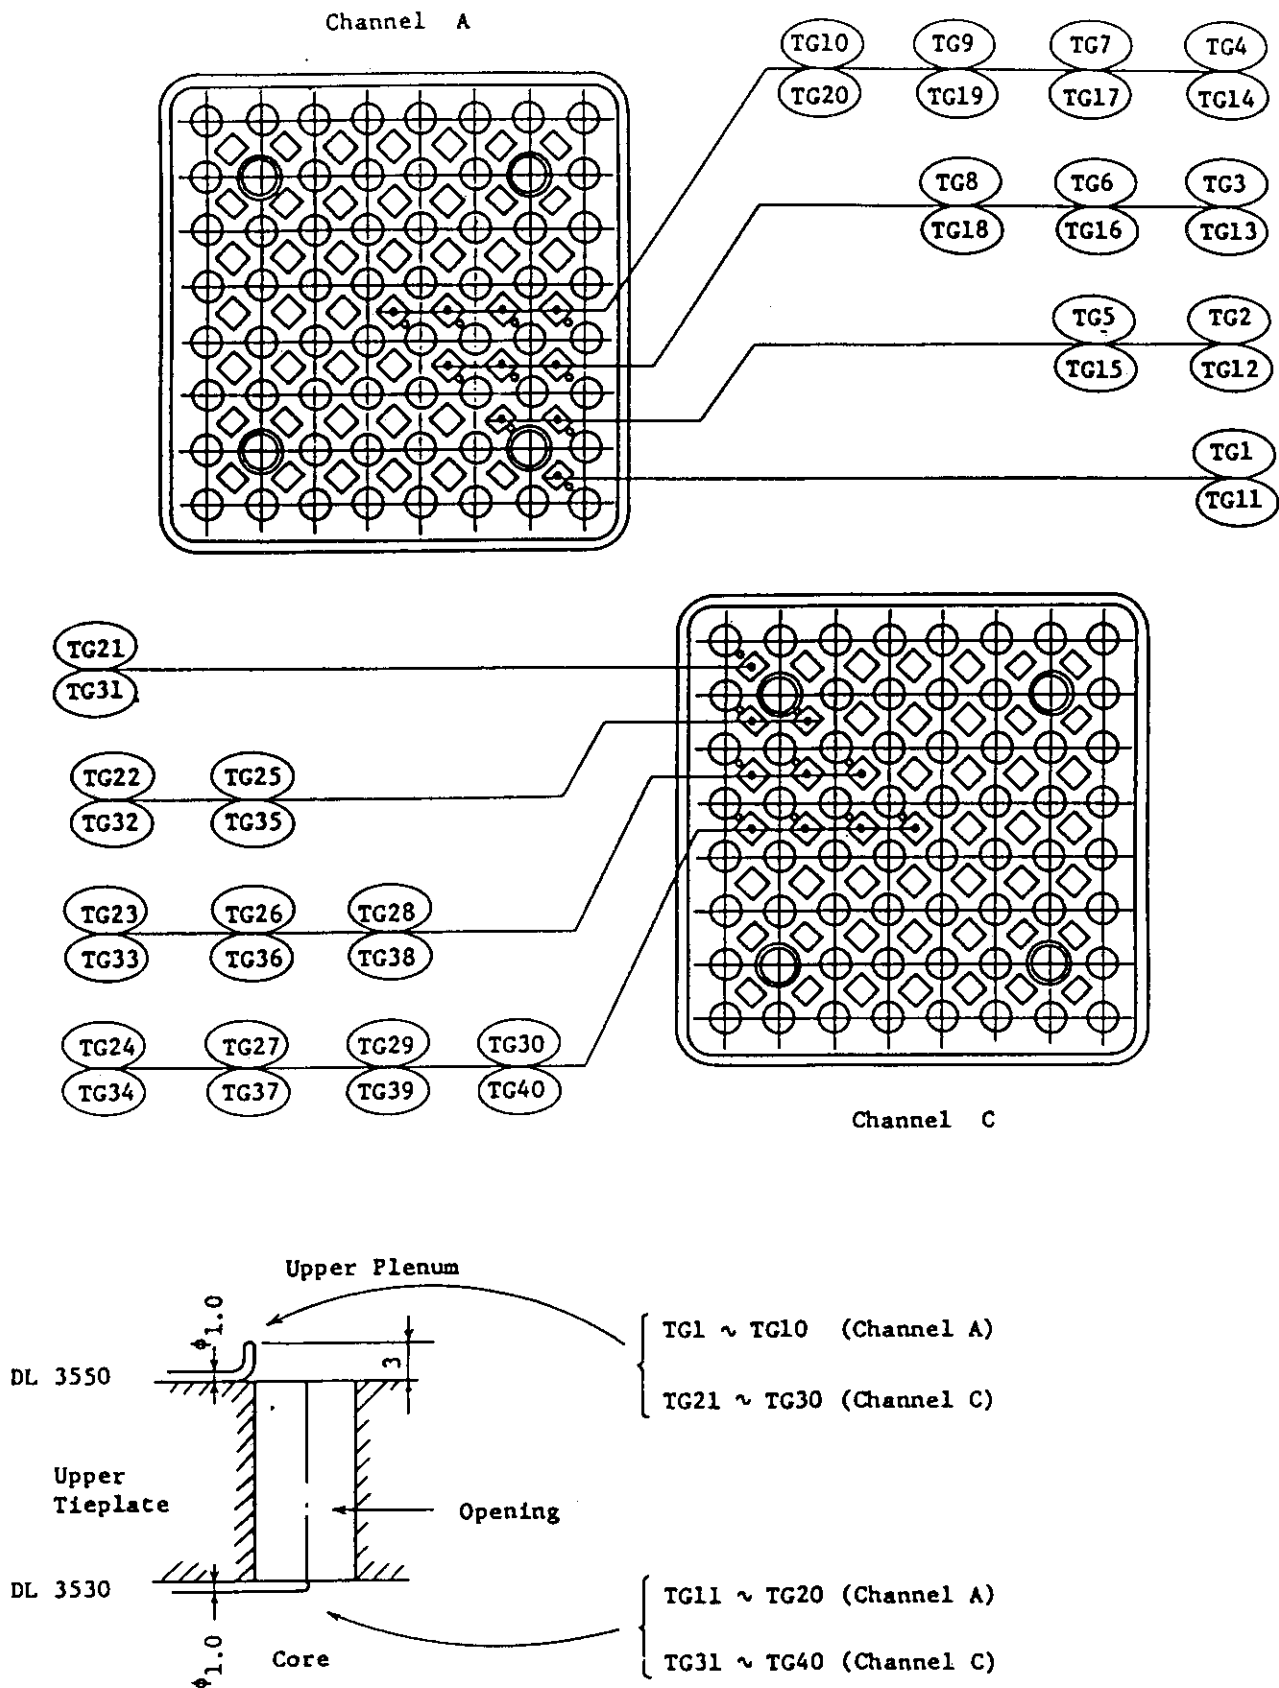 Channel A
TG10 TG9 TG7 TG4
TG20 TG19 TG17 TG14
TG8 TG6 TG3
TG18 TG16 TG13
TG5 TG2
TG15 TG12
TG1
TG11
TG21
TG31
TG22 TG25
TG32 TG35
TG23 TG26 TG28
TG33 TG36 TG38
TG24 TG27 TG29 TG30
TG34 TG37 TG39 TG40
Channel C
Upper Plenum
φ1.0
3
TG1 ~ TG10 (Channel A)
DL 3550
TG21 ~ TG30 (Channel C)
Upper
Tieplate
Opening
DL 3530
TG11 ~ TG20 (Channel A)
φ1.0
Core
TG31 ~ TG40 (Channel C)